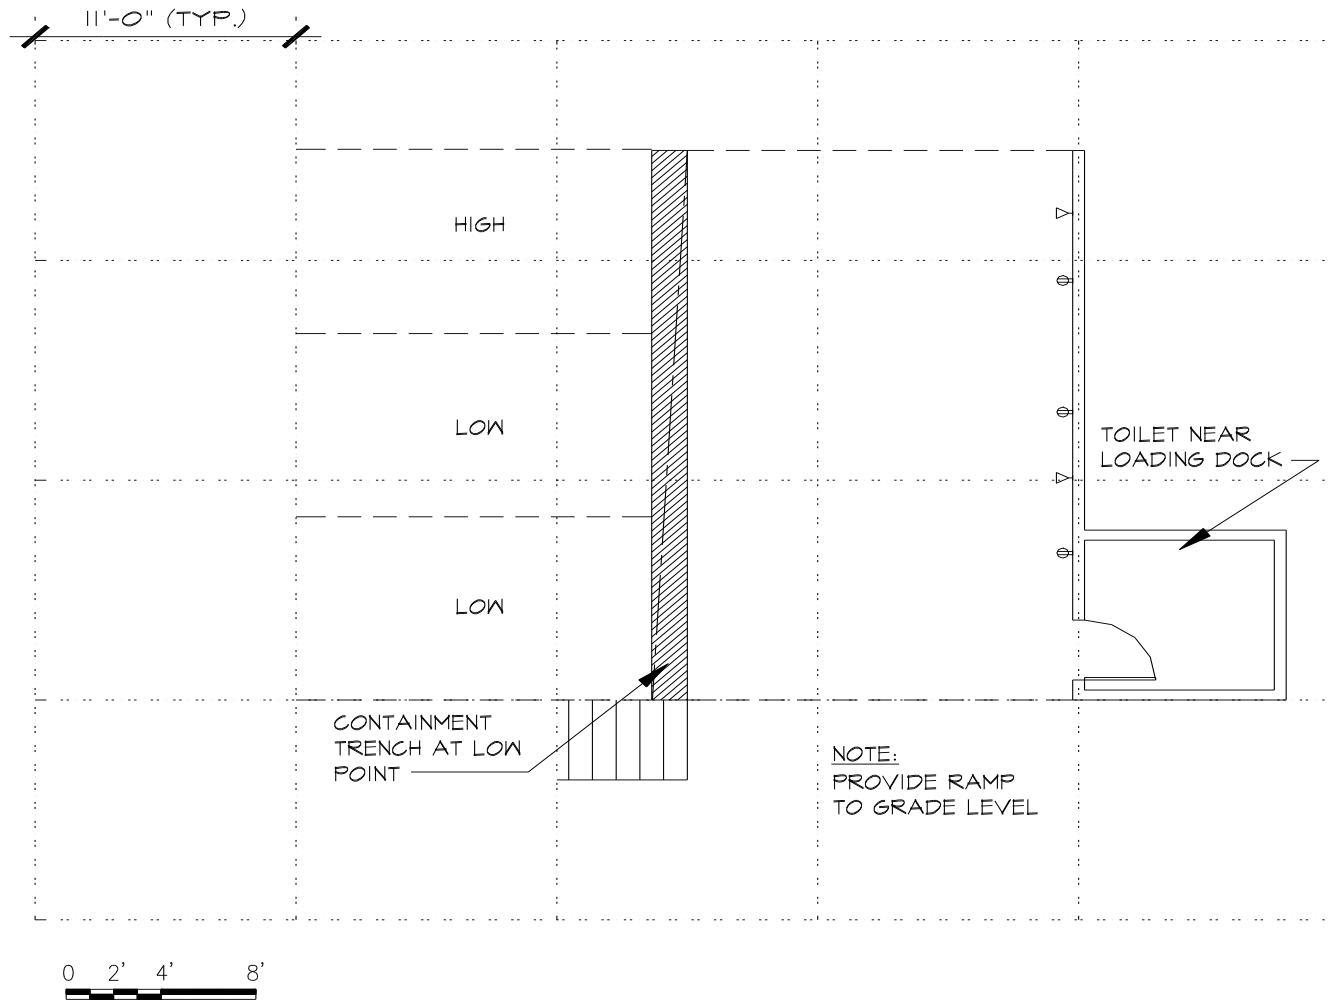 11'-0" (TYP.)
HIGH
LOW
TOILET NEAR
LOADING DOCK
LOW
CONTAINMENT
TRENCH AT LOW
POINT
NOTE:
PROVIDE RAMP
TO GRADE LEVEL
0 2' 4' 8'